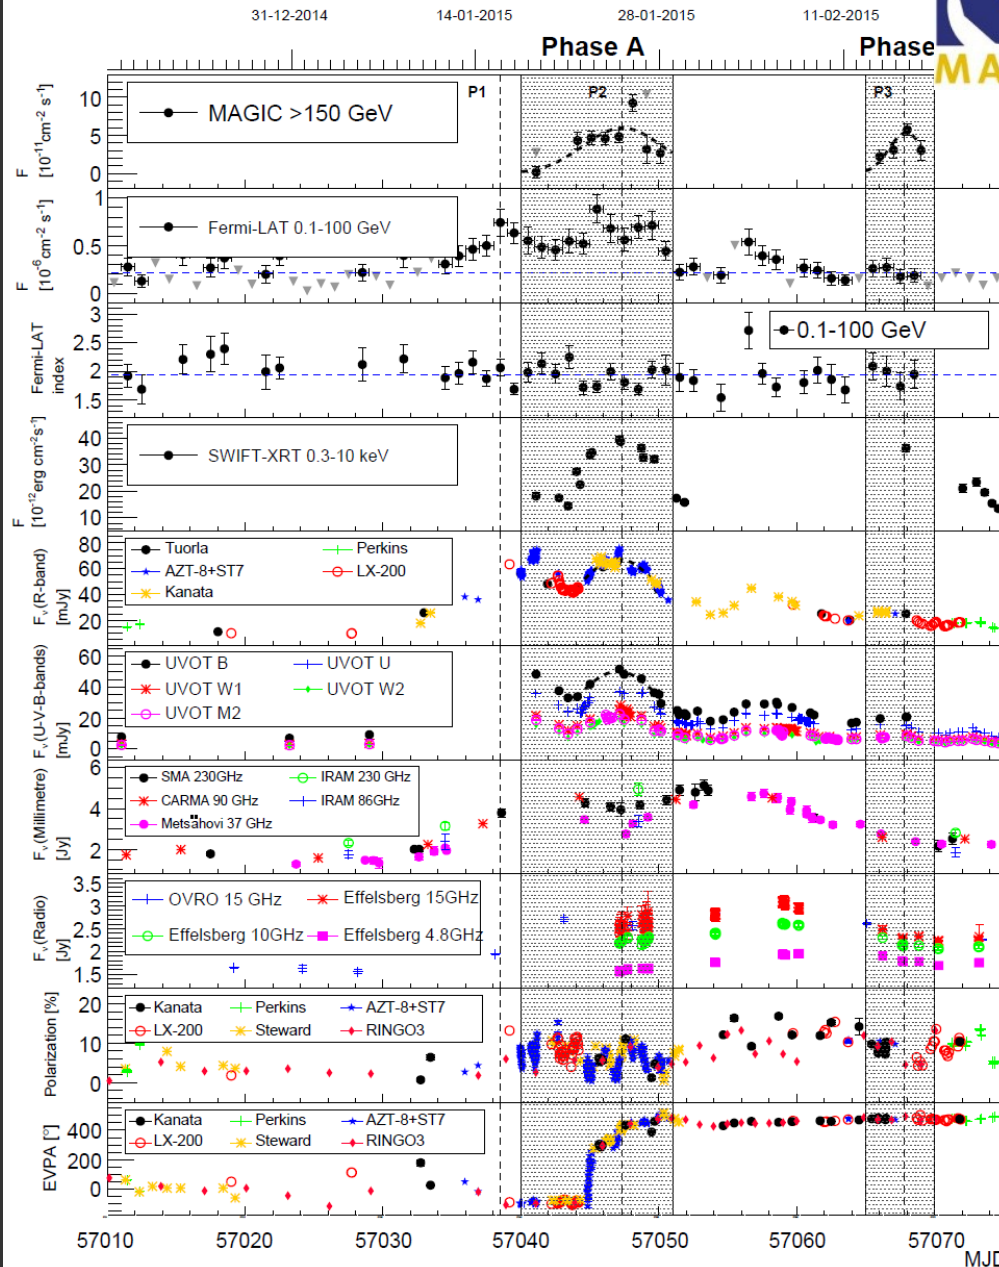 31-12-2014 14-01-2015 28-01-2015 11-02-2015
Phase A Phase
MA
P1 P2 P3
MAGIC >150 GeV
F
[10⁻¹¹cm⁻² s⁻¹]
10
5
0
Fermi-LAT 0.1-100 GeV
F
[10⁻⁶cm⁻² s⁻¹]
1
0.5
0
0.1-100 GeV
Fermi-LAT
index
3
2.5
2
1.5
SWIFT-XRT 0.3-10 keV
F
[10⁻¹²erg cm⁻²s⁻¹]
40
30
20
10
Tuorla Perkins
AZT-8+ST7 LX-200
Kanata
Fᵥ(R-band)
[mJy]
80
60
40
20
UVOT B UVOT U
UVOT W1 UVOT W2
UVOT M2
Fᵥ(U-V-B-bands)
[mJy]
60
40
20
0
SMA 230GHz IRAM 230 GHz
CARMA 90 GHz IRAM 86GHz
Metsähovi 37 GHz
Fᵥ(Millimetre)
[Jy]
6
4
2
OVRO 15 GHz Effelsberg 15GHz
Effelsberg 10GHz Effelsberg 4.8GHz
Fᵥ(Radio)
[Jy]
3.5
3
2.5
2
1.5
Kanata Perkins AZT-8+ST7
LX-200 Steward RINGO3
Polarization [%]
20
10
0
Kanata Perkins AZT-8+ST7
LX-200 Steward RINGO3
EVPA [°]
400
200
0
57010 57020 57030 57040 57050 57060 57070
MJD